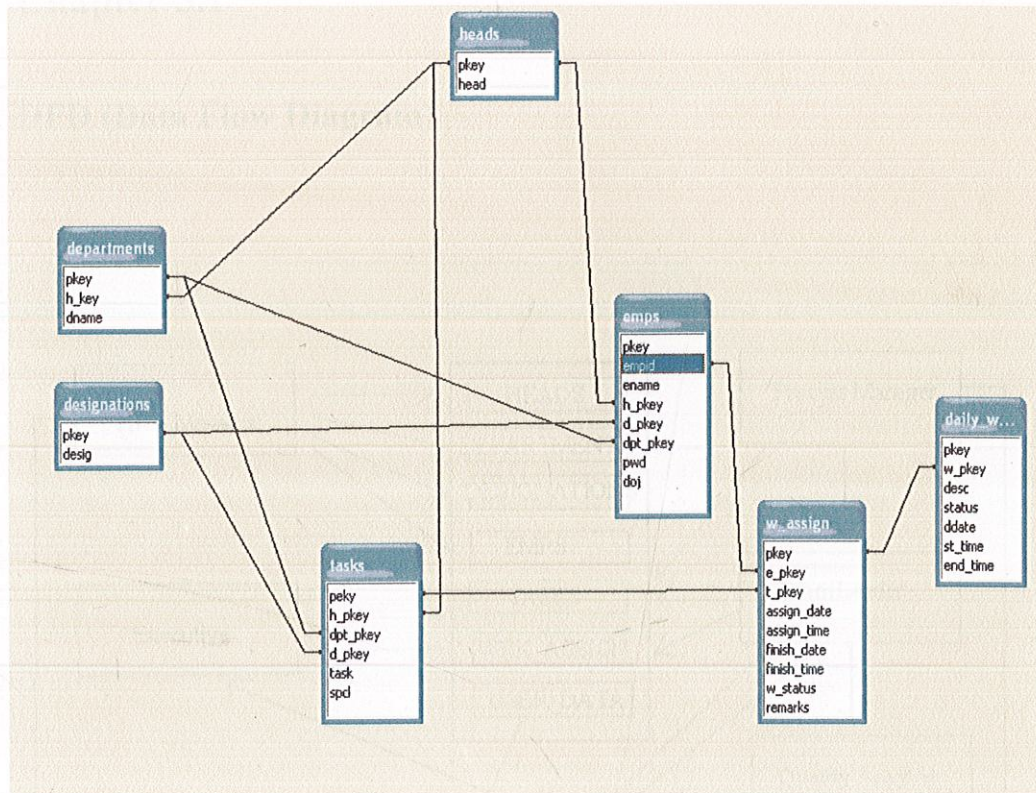 heads
pkey
head
departments
pkey
h_key
dname
designations
pkey
desig
emps
pkey
empid
ename
h_pkey
d_pkey
dpt_pkey
pwd
doj
tasks
peky
h_pkey
dpt_pkey
d_pkey
task
spcl
w_assign
pkey
e_pkey
t_pkey
assign_date
assign_time
finish_date
finish_time
w_status
remarks
daily_w...
pkey
w_pkey
desc
status
ddate
st_time
end_time